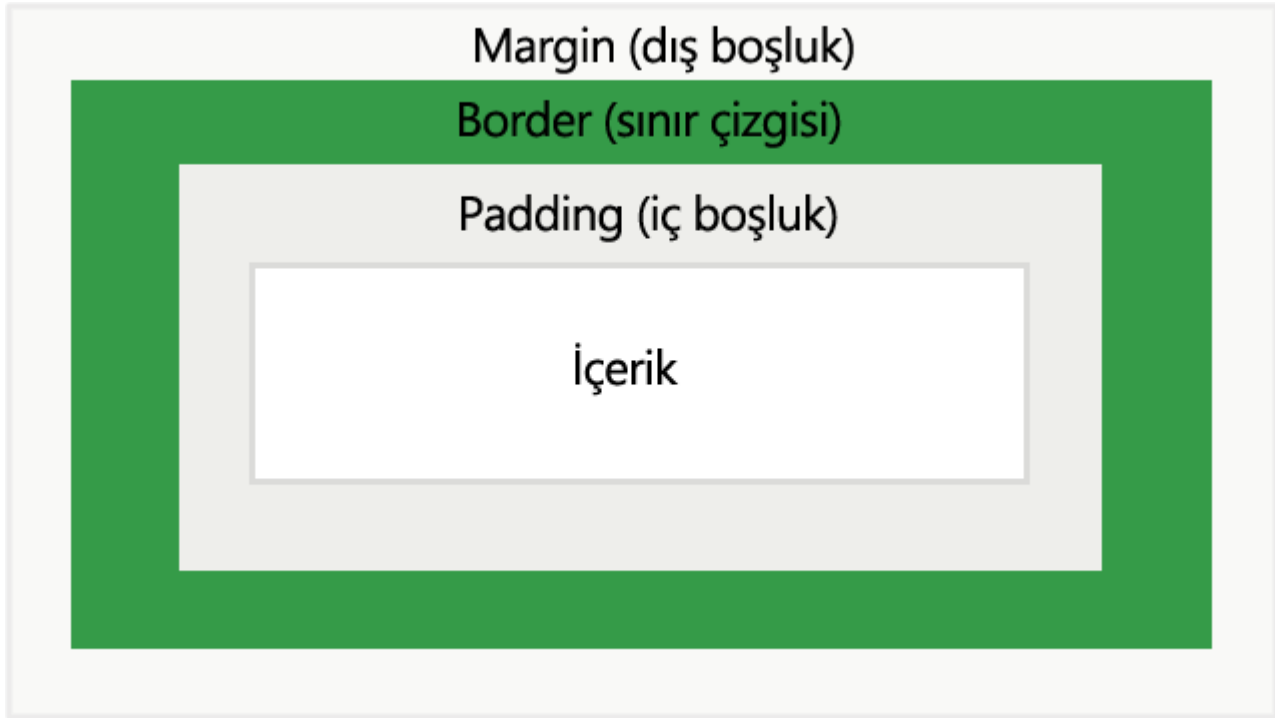 Margin (dış boşluk)
Border (sınır çizgisi)
Padding (iç boşluk)
İçerik